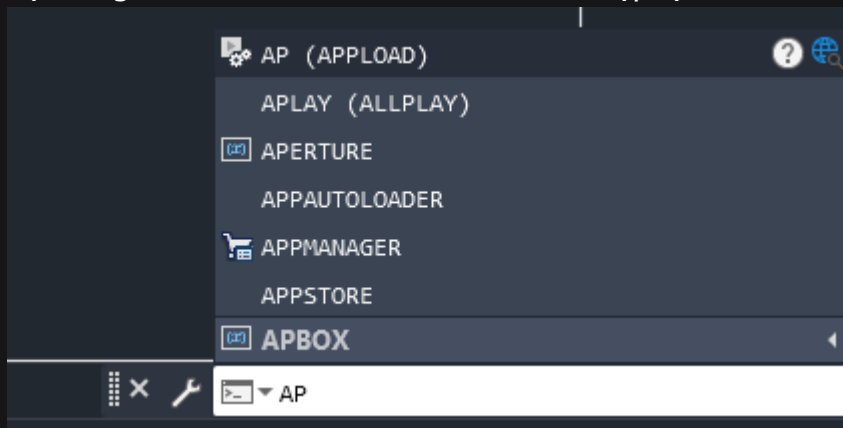 AP (APPLOAD)
APLAY (ALLPLAY)
APERTURE
APPAUTOLOADER
APPMANAGER
APPSTORE
APBOX
AP